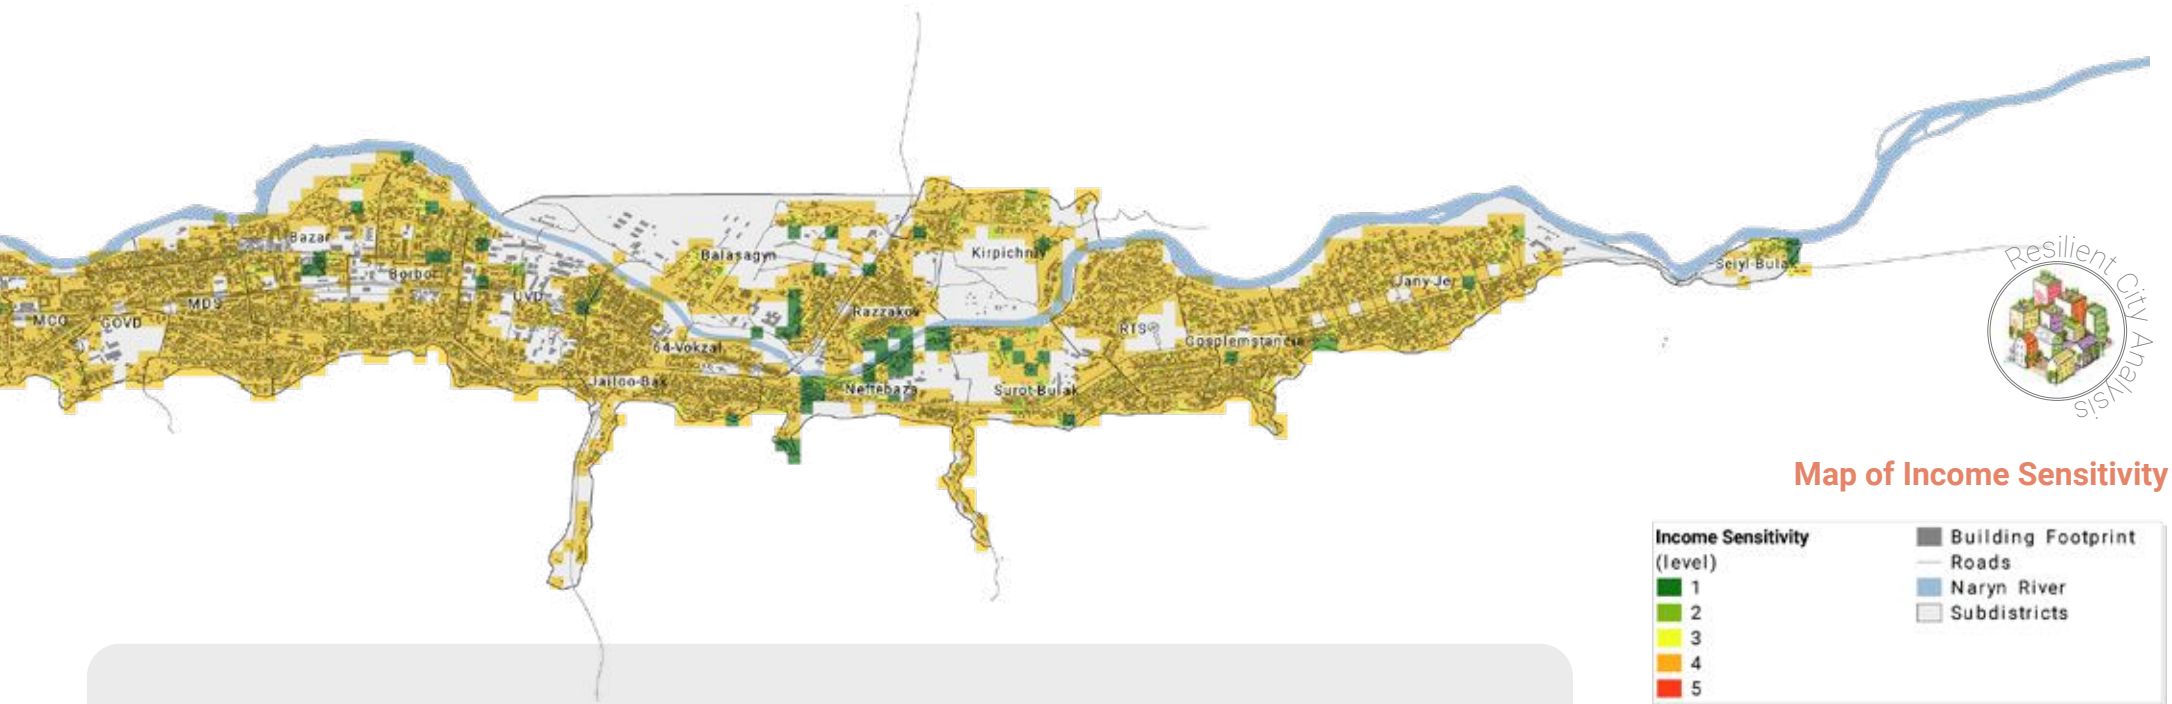 Bazar
Borbor
MDS
MCO
GOVD
UVD
Balasagyn
Kirpichniy
Razzakov
64-Vokzal
Jailoo-Bak
Neftebaza
Surot-Bulak
RTS
Gosplemstancia
Jany-Jer
Seiyl-Bulak
Resilient City Analysis
Map of Income Sensitivity
Income Sensitivity
(level)
1
2
3
4
5
Building Footprint
Roads
Naryn River
Subdistricts